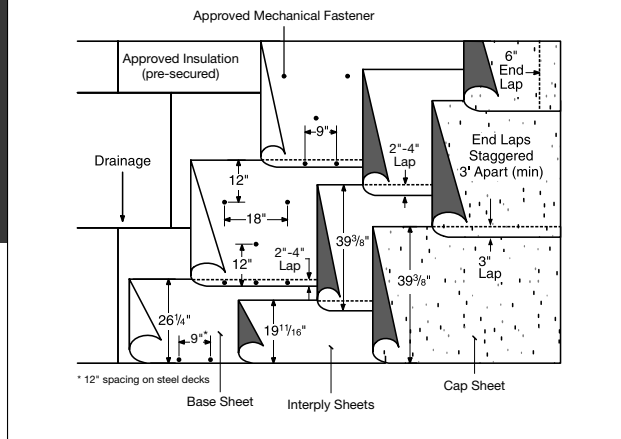 Approved Mechanical Fastener
Approved Insulation
(pre-secured)
6"
End
Lap
9"
2"-4"
Lap
End Laps
Staggered
3' Apart (min)
Drainage
12"
18"
39³/₈"
2"-4"
Lap
12"
39³/₈"
3"
Lap
26¹/₄"
9"*
19¹¹/₁₆"
* 12" spacing on steel decks
Base Sheet
Interply Sheets
Cap Sheet